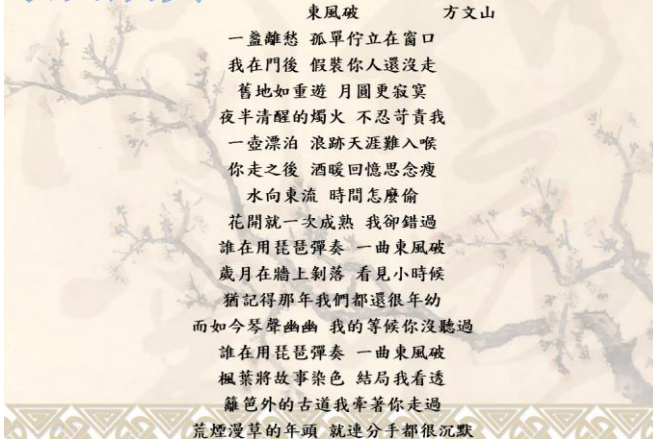 東風破 方文山
一盞離愁 孤單佇立在窗口
我在門後 假裝你人還沒走
舊地如重遊 月圓更寂寞
夜半清醒的燭火 不忍苛責我
一壺漂泊 浪跡天涯難入喉
你走之後 酒暖回憶思念瘦
水向東流 時間怎麼偷
花開就一次成熟 我卻錯過
誰在用琵琶彈奏 一曲東風破
歲月在牆上剝落 看見小時候
猶記得那年我們都還很年幼
而如今琴聲幽幽 我的等候你沒聽過
誰在用琵琶彈奏 一曲東風破
楓葉將故事染色 結局我看透
籬笆外的古道我牽著你走過
荒煙漫草的年頭 就連分手都很沉默